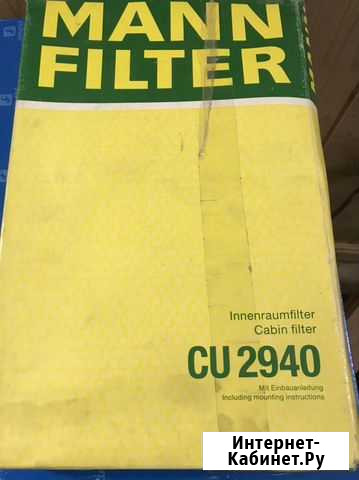 MANN
FILTER
Innenraumfilter
Cabin filter
CU 2940
Mit Einbauanleitung
Including mounting instructions
Интернет-
Кабинет.Ру